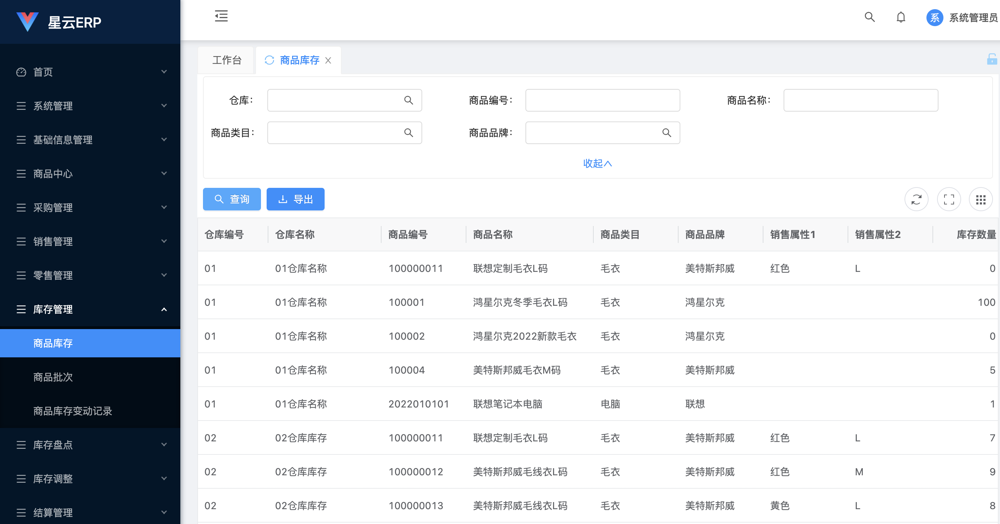 星云ERP
系 系统管理员
首页
系统管理
基础信息管理
商品中心
采购管理
销售管理
零售管理
库存管理
商品库存
商品批次
商品库存变动记录
库存盘点
库存调整
结算管理
工作台 商品库存
仓库： 商品编号： 商品名称：
商品类目： 商品品牌：
收起
查询 导出
仓库编号 仓库名称 商品编号 商品名称 商品类目 商品品牌 销售属性1 销售属性2 库存数量
01 01仓库名称 100000011 联想定制毛衣L码 毛衣 美特斯邦威 红色 L 0
01 01仓库名称 100001 鸿星尔克冬季毛衣L码 毛衣 鸿星尔克 100
01 01仓库名称 100002 鸿星尔克2022新款毛衣 毛衣 鸿星尔克 0
01 01仓库名称 100004 美特斯邦威毛衣M码 毛衣 美特斯邦威 5
01 01仓库名称 2022010101 联想笔记本电脑 电脑 联想 1
02 02仓库库存 100000011 联想定制毛衣L码 毛衣 美特斯邦威 红色 L 7
02 02仓库库存 100000012 美特斯邦威毛线衣L码 毛衣 美特斯邦威 红色 M 9
02 02仓库库存 100000013 美特斯邦威毛线衣L码 毛衣 美特斯邦威 黄色 L 8